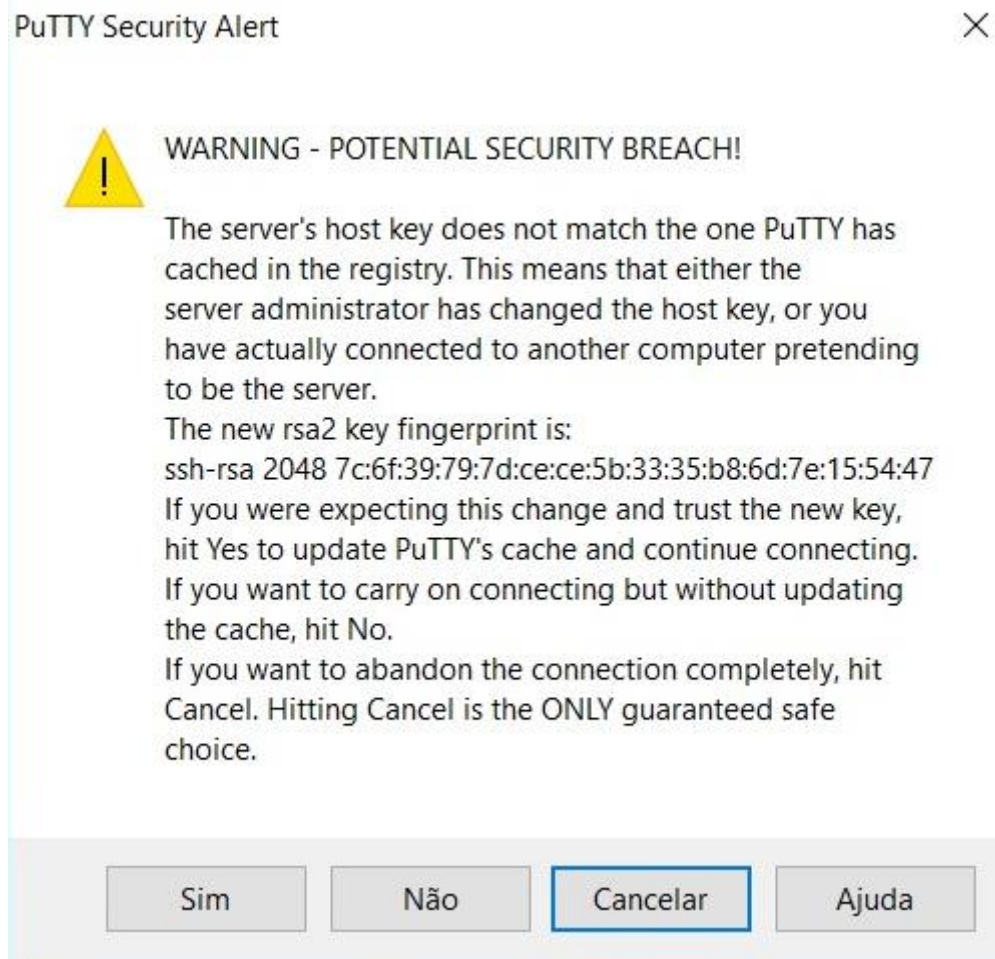 PuTTY Security Alert
WARNING - POTENTIAL SECURITY BREACH!
The server's host key does not match the one PuTTY has
cached in the registry. This means that either the
server administrator has changed the host key, or you
have actually connected to another computer pretending
to be the server.
The new rsa2 key fingerprint is:
ssh-rsa 2048 7c:6f:39:79:7d:ce:ce:5b:33:35:b8:6d:7e:15:54:47
If you were expecting this change and trust the new key,
hit Yes to update PuTTY's cache and continue connecting.
If you want to carry on connecting but without updating
the cache, hit No.
If you want to abandon the connection completely, hit
Cancel. Hitting Cancel is the ONLY guaranteed safe
choice.
Sim Não Cancelar Ajuda